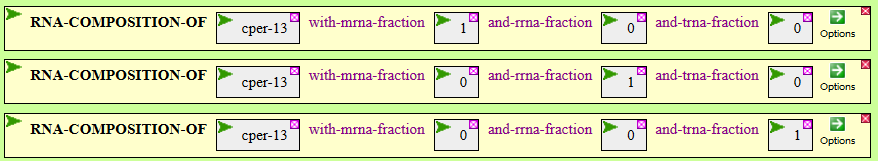 RNA-COMPOSITION-OF cper-13 with-mrna-fraction 1 and-rrna-fraction 0 and-trna-fraction 0 Options
RNA-COMPOSITION-OF cper-13 with-mrna-fraction 0 and-rrna-fraction 1 and-trna-fraction 0 Options
RNA-COMPOSITION-OF cper-13 with-mrna-fraction 0 and-rrna-fraction 0 and-trna-fraction 1 Options